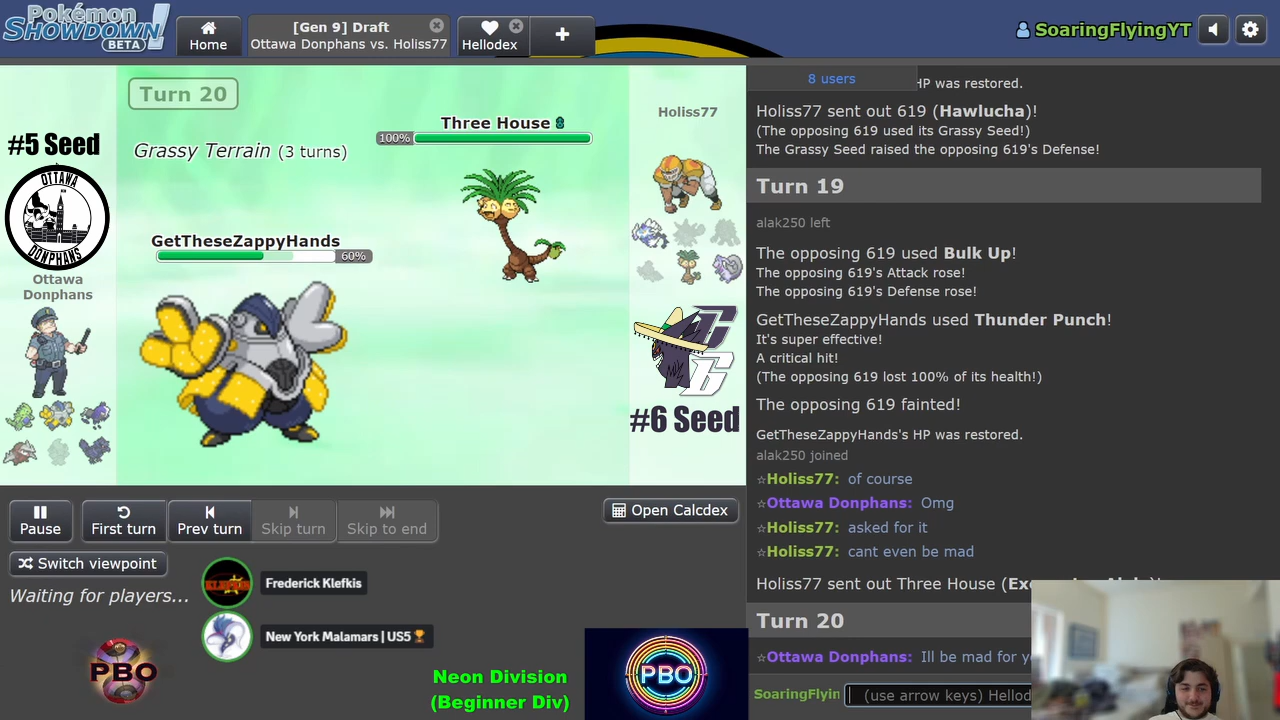 Pokémon
SHOWDOWN!
BETA
Home
[Gen 9] Draft
Ottawa Donphans vs. Holiss77
Hellodex
+
SoaringFlyingYT
Turn 20
Grassy Terrain (3 turns)
Three House
100%
GetTheseZappyHands
60%
#5 Seed
OTTAWA
DONPHANS
Ottawa
Donphans
Holiss77
#6 Seed
8 users
HP was restored.
Holiss77 sent out 619 (Hawlucha)!
(The opposing 619 used its Grassy Seed!)
The Grassy Seed raised the opposing 619's Defense!
Turn 19
alak250 left
The opposing 619 used Bulk Up!
The opposing 619's Attack rose!
The opposing 619's Defense rose!
GetTheseZappyHands used Thunder Punch!
It's super effective!
A critical hit!
(The opposing 619 lost 100% of its health!)
The opposing 619 fainted!
GetTheseZappyHands's HP was restored.
alak250 joined
☆Holiss77: of course
☆Ottawa Donphans: Omg
☆Holiss77: asked for it
☆Holiss77: cant even be mad
Holiss77 sent out Three House
Turn 20
☆Ottawa Donphans: Ill be mad for
SoaringFlyin
(use arrow keys) Hellod
Pause
First turn
Prev turn
Skip turn
Skip to end
Open Calcdex
Switch viewpoint
Waiting for players...
Frederick Klefkis
New York Malamars | US5
PBO
Neon Division
(Beginner Div)
PBO